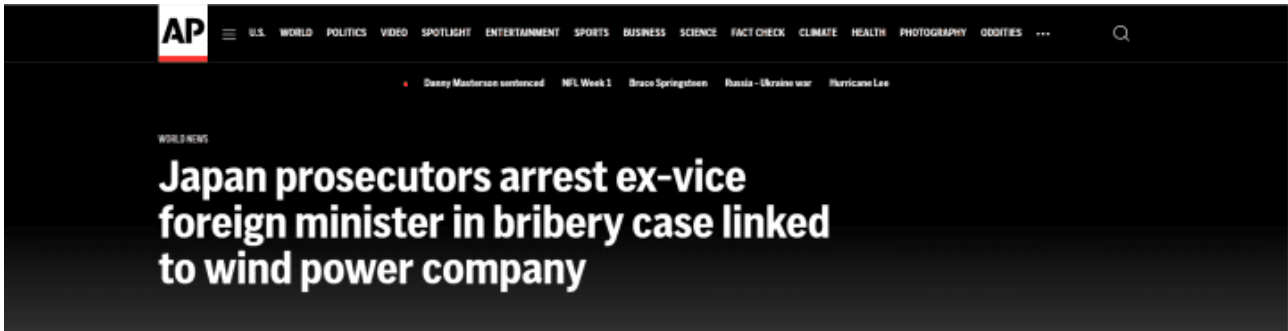 AP
U.S. WORLD POLITICS VIDEO SPOTLIGHT ENTERTAINMENT SPORTS BUSINESS SCIENCE FACT CHECK CLIMATE HEALTH PHOTOGRAPHY ODDITIES ...
Danny Masterson sentenced NFL Week 1 Bruce Springsteen Russia - Ukraine war Hurricane Lee
WORLD NEWS
Japan prosecutors arrest ex-vice
foreign minister in bribery case linked
to wind power company